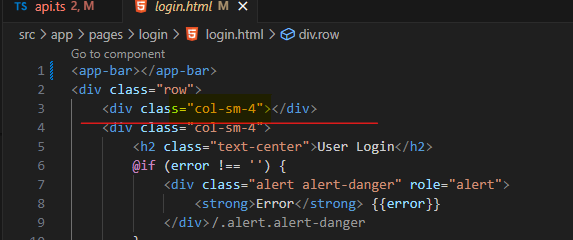 TS api.ts 2, M
login.html M
src > app > pages > login > login.html > div.row
Go to component
1 <app-bar></app-bar>
2 <div class="row">
3 <div class="col-sm-4"></div>
4 <div class="col-sm-4">
5 <h2 class="text-center">User Login</h2>
6 @if (error !== '') {
7 <div class="alert alert-danger" role="alert">
8 <strong>Error</strong> {{error}}
9 </div>/.alert.alert-danger